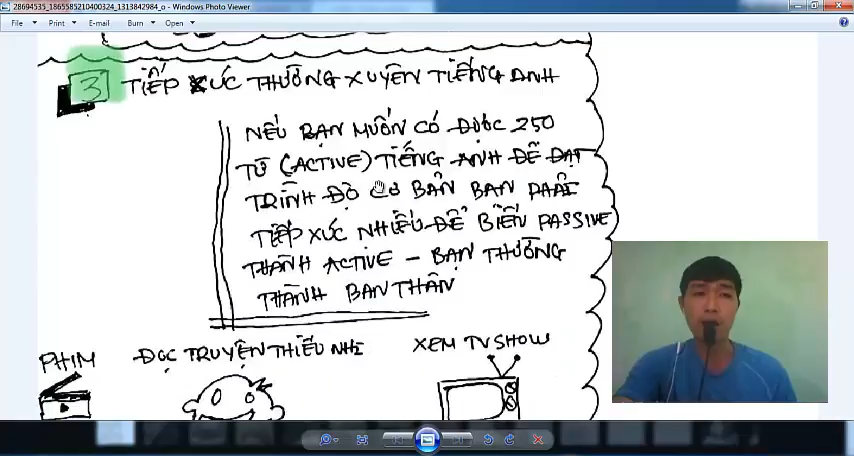 28694535_1865585210400324_1313842984_o - Windows Photo Viewer
File Print E-mail Burn Open
3 TIẾP XÚC THƯỜNG XUYÊN TIẾNG ANH
NẾU BẠN MUỐN CÓ ĐƯỢC 250
TỪ (ACTIVE) TIẾNG ANH ĐỂ ĐẠT
TRÌNH ĐỘ CƠ BẢN BẠN PHẢI
TIẾP XÚC NHIỀU ĐỂ BIẾN PASSIVE
THÀNH ACTIVE – BẠN THƯỜNG
THÀNH BẠN THÂN
PHIM ĐỌC TRUYỆN THIẾU NHI XEM TV SHOW